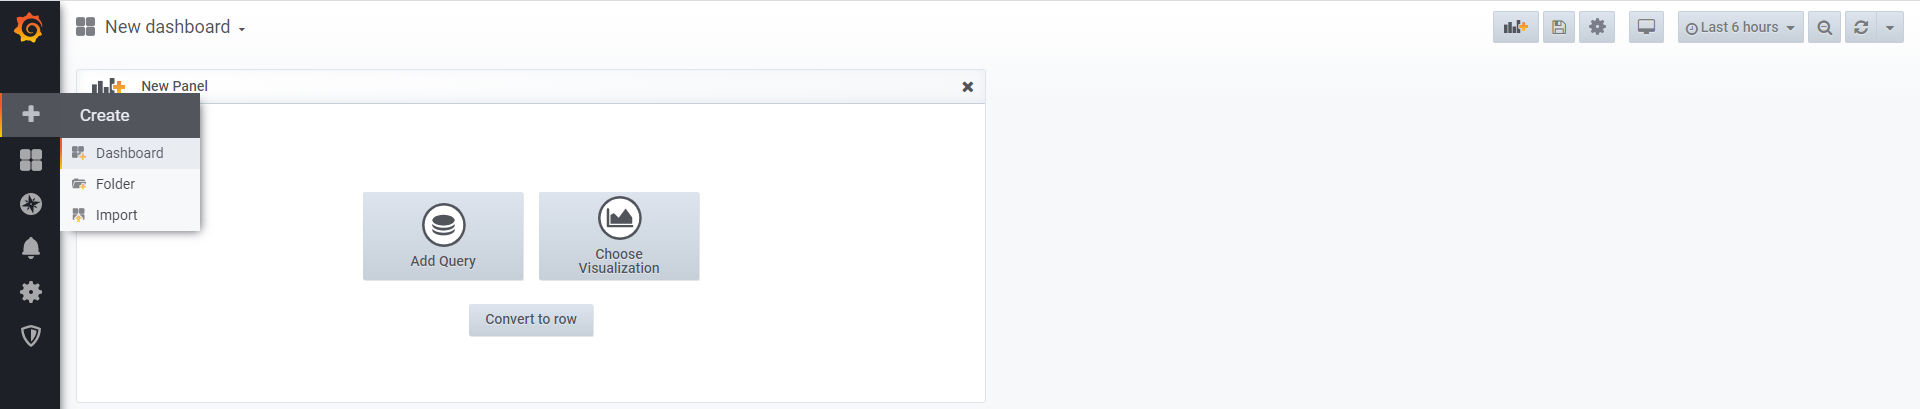 New dashboard
Last 6 hours
New Panel
Create
Dashboard
Folder
Import
Add Query
Choose
Visualization
Convert to row